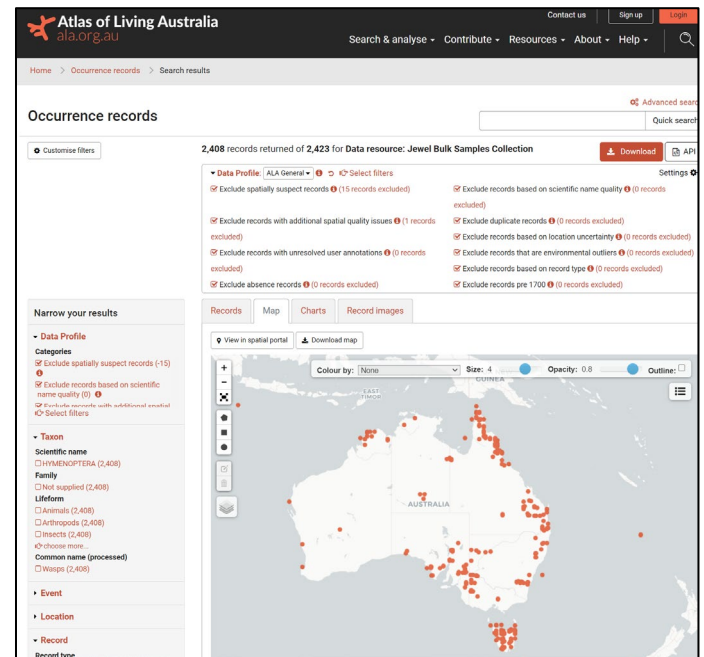 Atlas of Living Australia
ala.org.au
Contact us
Sign up
Login
Search & analyse
Contribute
Resources
About
Help
Home > Occurrence records > Search results
Occurrence records
Advanced searc
Quick search
Customise filters
2,408 records returned of 2,423 for Data resource: Jewel Bulk Samples Collection
Download
API
Data Profile: ALA General Select filters
Settings
Exclude spatially suspect records (15 records excluded)
Exclude records based on scientific name quality (0 records
excluded)
Exclude records with additional spatial quality issues (1 records
excluded)
Exclude duplicate records (0 records excluded)
Exclude records based on location uncertainty (0 records excluded)
Exclude records with unresolved user annotations (0 records
excluded)
Exclude records that are environmental outliers (0 records excluded)
Exclude records based on record type (0 records excluded)
Exclude absence records (0 records excluded)
Exclude records pre 1700 (0 records excluded)
Narrow your results
Data Profile
Categories
Exclude spatially suspect records (-15)
Exclude records based on scientific
name quality (0)
Exclude records with additional spatial
Select filters
Taxon
Scientific name
HYMENOPTERA (2,408)
Family
Not supplied (2,408)
Lifeform
Animals (2,408)
Arthropods (2,408)
Insects (2,408)
choose more...
Common name (processed)
Wasps (2,408)
Event
Location
Record
Record type
Records
Map
Charts
Record images
View in spatial portal
Download map
+
-
Colour by: None
Size: 4
Opacity: 0.8
Outline:
EAST
TIMOR
GUINEA
AUSTRALIA